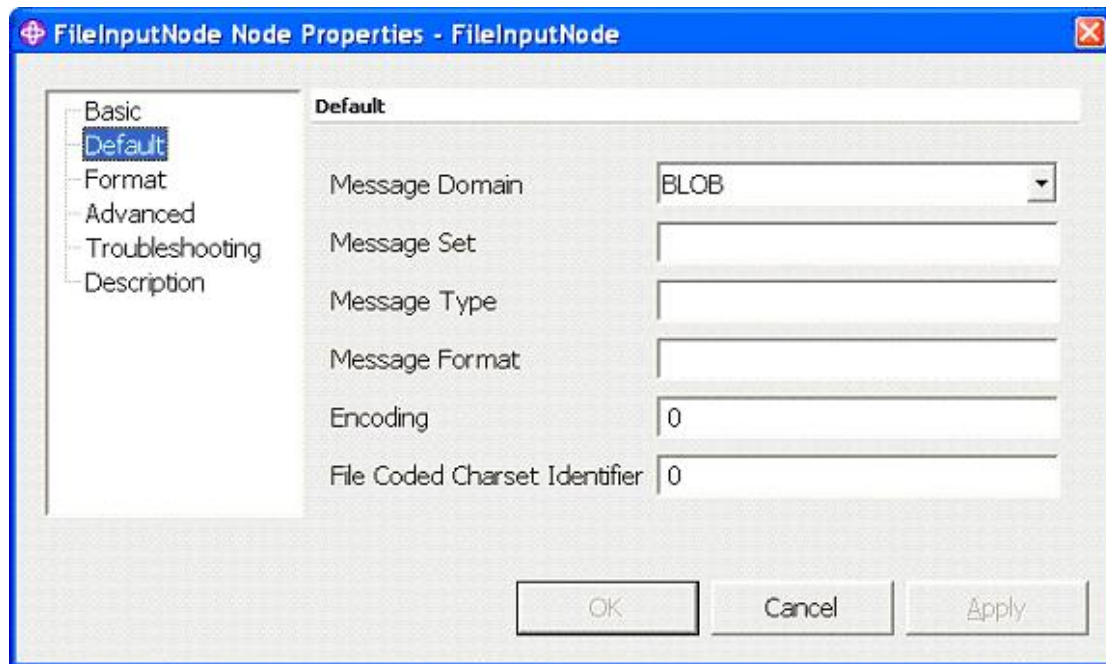 FileInputNode Node Properties - FileInputNode
Basic
Default
Format
Advanced
Troubleshooting
Description
Default
Message Domain BLOB
Message Set
Message Type
Message Format
Encoding 0
File Coded Charset Identifier 0
OK Cancel Apply